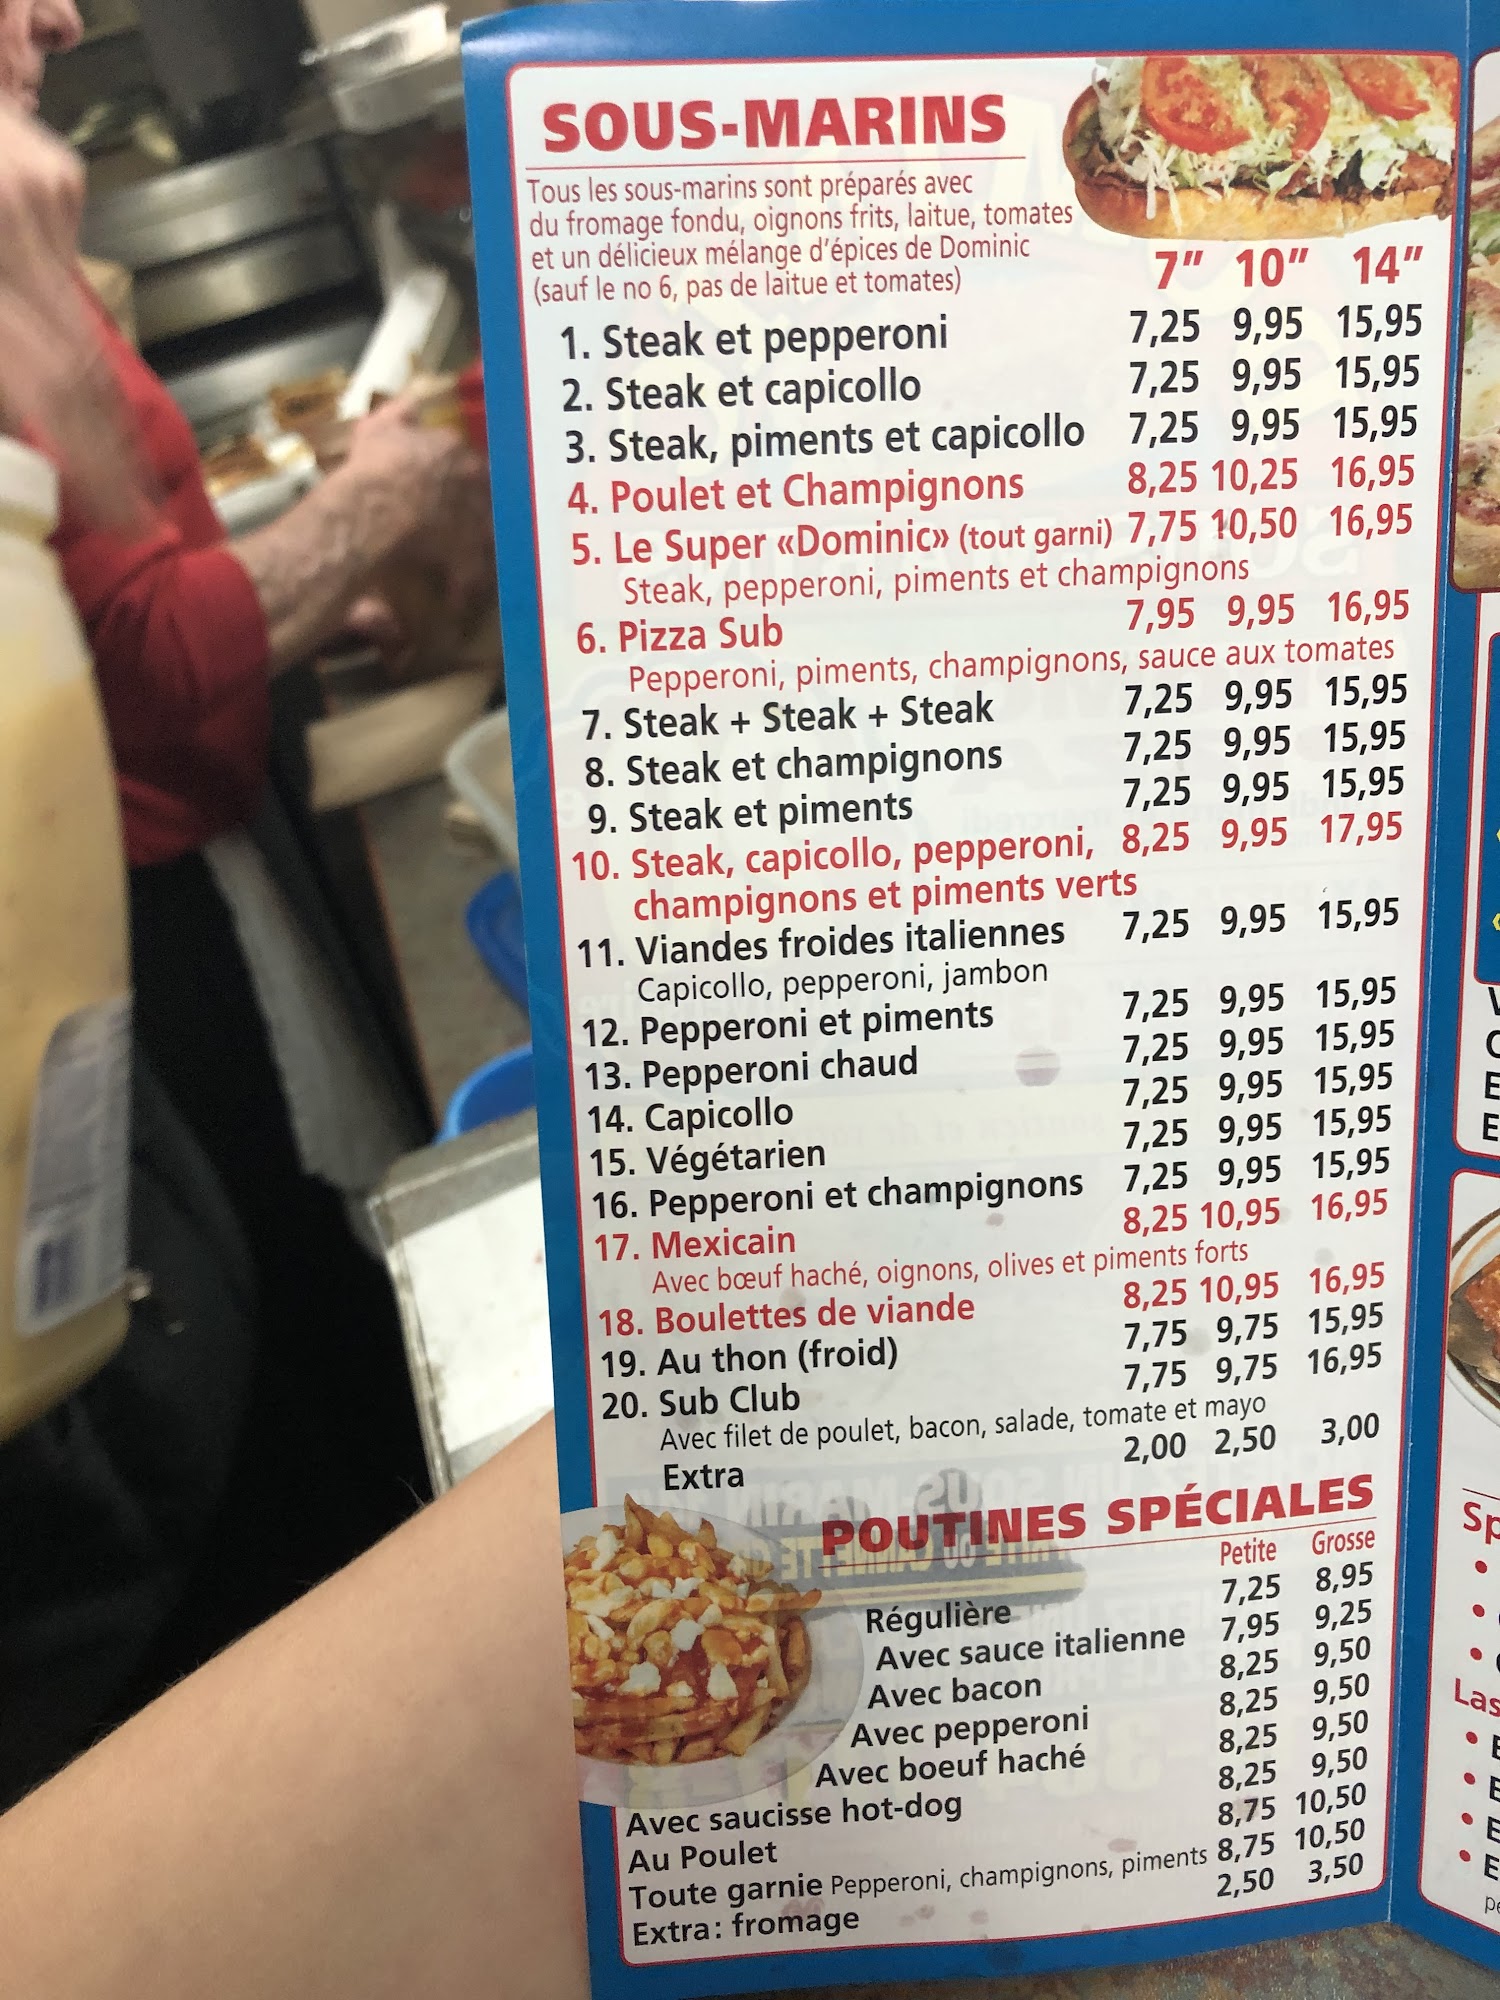 SOUS-MARINS
Tous les sous-marins sont préparés avec
du fromage fondu, oignons frits, laitue, tomates
et un délicieux mélange d'épices de Dominic
(sauf le no 6, pas de laitue et tomates)
7" 10" 14"
1. Steak et pepperoni 7,25 9,95 15,95
2. Steak et capicollo 7,25 9,95 15,95
3. Steak, piments et capicollo 7,25 9,95 15,95
4. Poulet et Champignons 8,25 10,25 16,95
5. Le Super «Dominic» (tout garni) 7,75 10,50 16,95
Steak, pepperoni, piments et champignons
6. Pizza Sub 7,95 9,95 16,95
Pepperoni, piments, champignons, sauce aux tomates
7. Steak + Steak + Steak 7,25 9,95 15,95
8. Steak et champignons 7,25 9,95 15,95
9. Steak et piments 7,25 9,95 15,95
10. Steak, capicollo, pepperoni, 8,25 9,95 17,95
champignons et piments verts
11. Viandes froides italiennes 7,25 9,95 15,95
Capicollo, pepperoni, jambon
12. Pepperoni et piments 7,25 9,95 15,95
13. Pepperoni chaud 7,25 9,95 15,95
14. Capicollo 7,25 9,95 15,95
15. Végétarien 7,25 9,95 15,95
16. Pepperoni et champignons 7,25 9,95 15,95
17. Mexicain 8,25 10,95 16,95
Avec bœuf haché, oignons, olives et piments forts
18. Boulettes de viande 8,25 10,95 16,95
19. Au thon (froid) 7,75 9,75 15,95
20. Sub Club 7,75 9,75 16,95
Avec filet de poulet, bacon, salade, tomate et mayo
Extra 2,00 2,50 3,00
POUTINES SPÉCIALES
Petite Grosse
Régulière 7,25 8,95
Avec sauce italienne 7,95 9,25
Avec bacon 8,25 9,50
Avec pepperoni 8,25 9,50
Avec boeuf haché 8,25 9,50
Avec saucisse hot-dog 8,25 9,50
Au Poulet 8,75 10,50
Toute garnie Pepperoni, champignons, piments 8,75 10,50
Extra: fromage 2,50 3,50